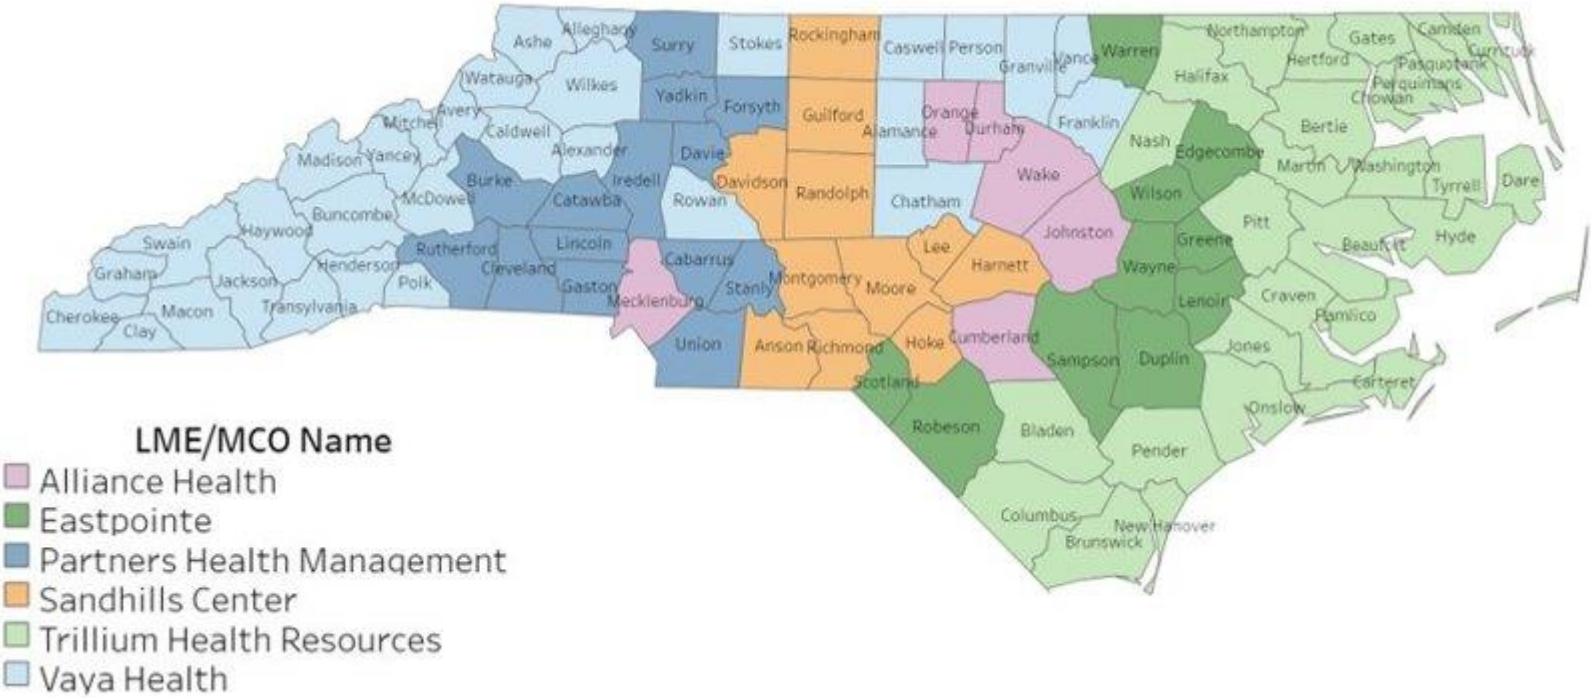 Ashe
Alleghany
Surry
Stokes
Rockingham
Caswell
Person
Granville
Vance
Warren
Northampton
Gates
Camden
Currituck
Hertford
Pasquotank
Perquimans
Chowan
Halifax
Watauga
Wilkes
Yadkin
Forsyth
Guilford
Alamance
Orange
Durham
Franklin
Nash
Edgecombe
Bertie
Martin
Washington
Tyrrell
Dare
Avery
Mitchell
Caldwell
Alexander
Davie
Madison
Yancey
McDowell
Burke
Catawba
Iredell
Rowan
Davidson
Randolph
Chatham
Wake
Wilson
Pitt
Beaufort
Hyde
Swain
Haywood
Buncombe
Rutherford
Lincoln
Cabarrus
Lee
Johnston
Greene
Graham
Jackson
Henderson
Polk
Cleveland
Gaston
Mecklenburg
Stanly
Montgomery
Moore
Harnett
Wayne
Lenoir
Craven
Pamlico
Cherokee
Clay
Macon
Transylvania
Union
Anson
Richmond
Hoke
Cumberland
Sampson
Duplin
Jones
Carteret
Scotland
Onslow
Robeson
Bladen
Pender
Columbus
New Hanover
Brunswick
LME/MCO Name
Alliance Health
Eastpointe
Partners Health Management
Sandhills Center
Trillium Health Resources
Vaya Health